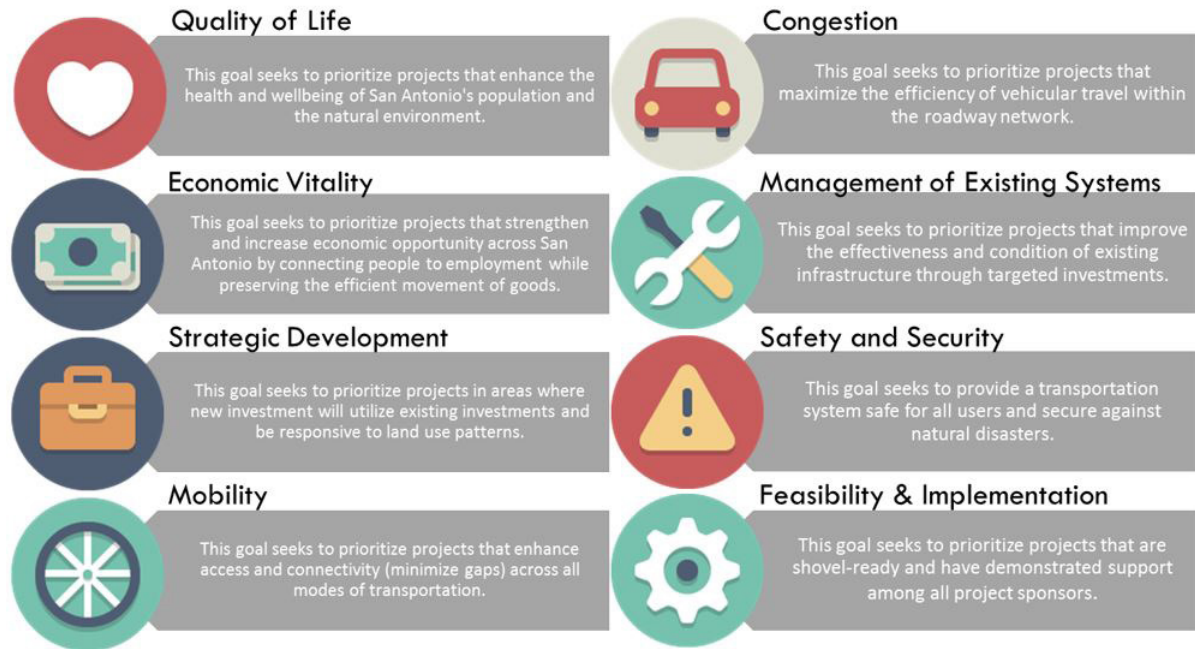 Quality of Life
This goal seeks to prioritize projects that enhance the
health and wellbeing of San Antonio's population and
the natural environment.
Economic Vitality
This goal seeks to prioritize projects that strengthen
and increase economic opportunity across San
Antonio by connecting people to employment while
preserving the efficient movement of goods.
Strategic Development
This goal seeks to prioritize projects in areas where
new investment will utilize existing investments and
be responsive to land use patterns.
Mobility
This goal seeks to prioritize projects that enhance
access and connectivity (minimize gaps) across all
modes of transportation.
Congestion
This goal seeks to prioritize projects that
maximize the efficiency of vehicular travel within
the roadway network.
Management of Existing Systems
This goal seeks to prioritize projects that improve
the effectiveness and condition of existing
infrastructure through targeted investments.
Safety and Security
This goal seeks to provide a transportation
system safe for all users and secure against
natural disasters.
Feasibility & Implementation
This goal seeks to prioritize projects that are
shovel-ready and have demonstrated support
among all project sponsors.